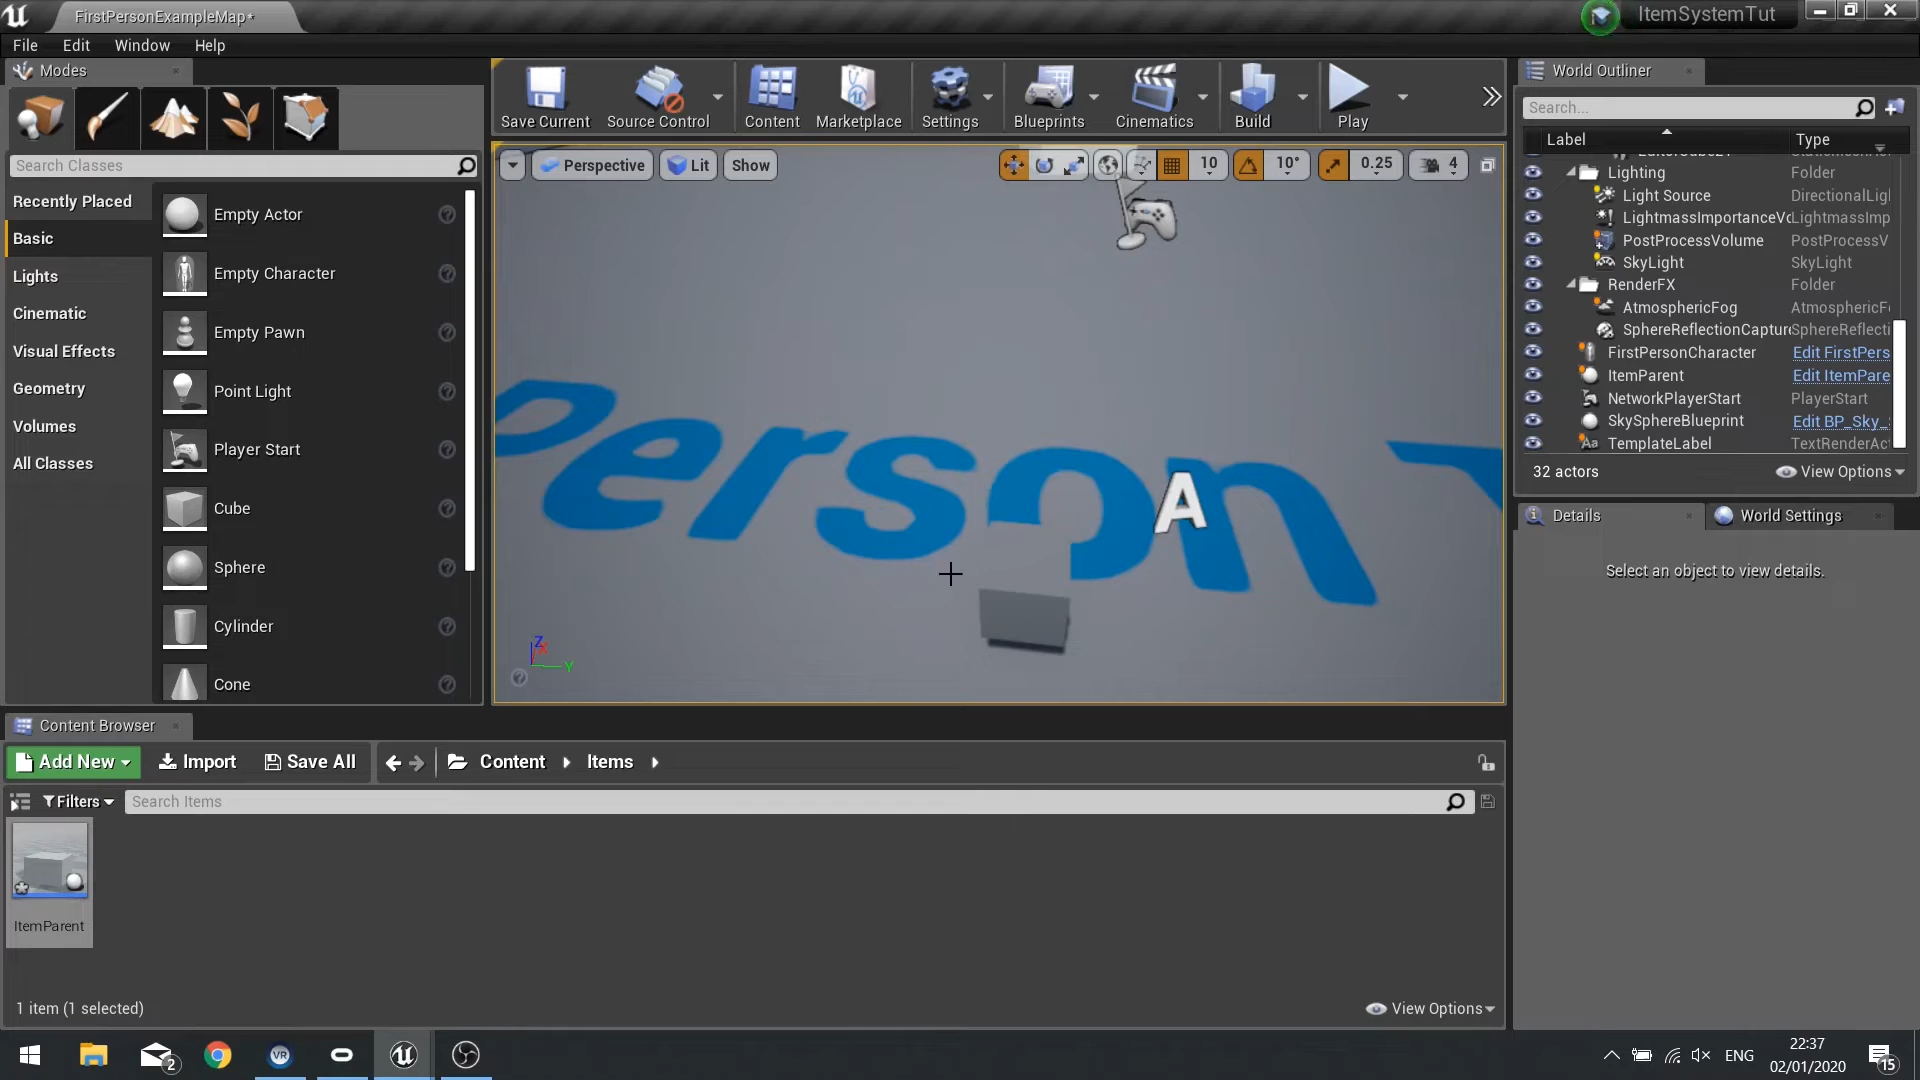 FirstPersonExampleMap*
ItemSystemTut
File Edit Window Help
Modes
Save Current
Source Control
Content
Marketplace
Settings
Blueprints
Cinematics
Build
Play
World Outliner
Search...
Label
Type
Search Classes
Perspective
Lit
Show
10
10°
0.25
4
Recently Placed
Basic
Lights
Cinematic
Visual Effects
Geometry
Volumes
All Classes
Empty Actor
Empty Character
Empty Pawn
Point Light
Player Start
Cube
Sphere
Cylinder
Cone
Person
A
Z
X
Y
Lighting Folder
Light Source DirectionalLigl
LightmassImportanceVo LightmassImp
PostProcessVolume PostProcessV
SkyLight SkyLight
RenderFX Folder
AtmosphericFog AtmosphericF
SphereReflectionCapture SphereReflecti
FirstPersonCharacter Edit FirstPers
ItemParent Edit ItemPare
NetworkPlayerStart PlayerStart
SkySphereBlueprint Edit BP_Sky_
TemplateLabel TextRenderAc
32 actors
View Options
Details
World Settings
Select an object to view details.
Content Browser
Add New
Import
Save All
Content
Items
Filters
Search Items
ItemParent
1 item (1 selected)
View Options
VR
2
ENG
22:37
02/01/2020
15